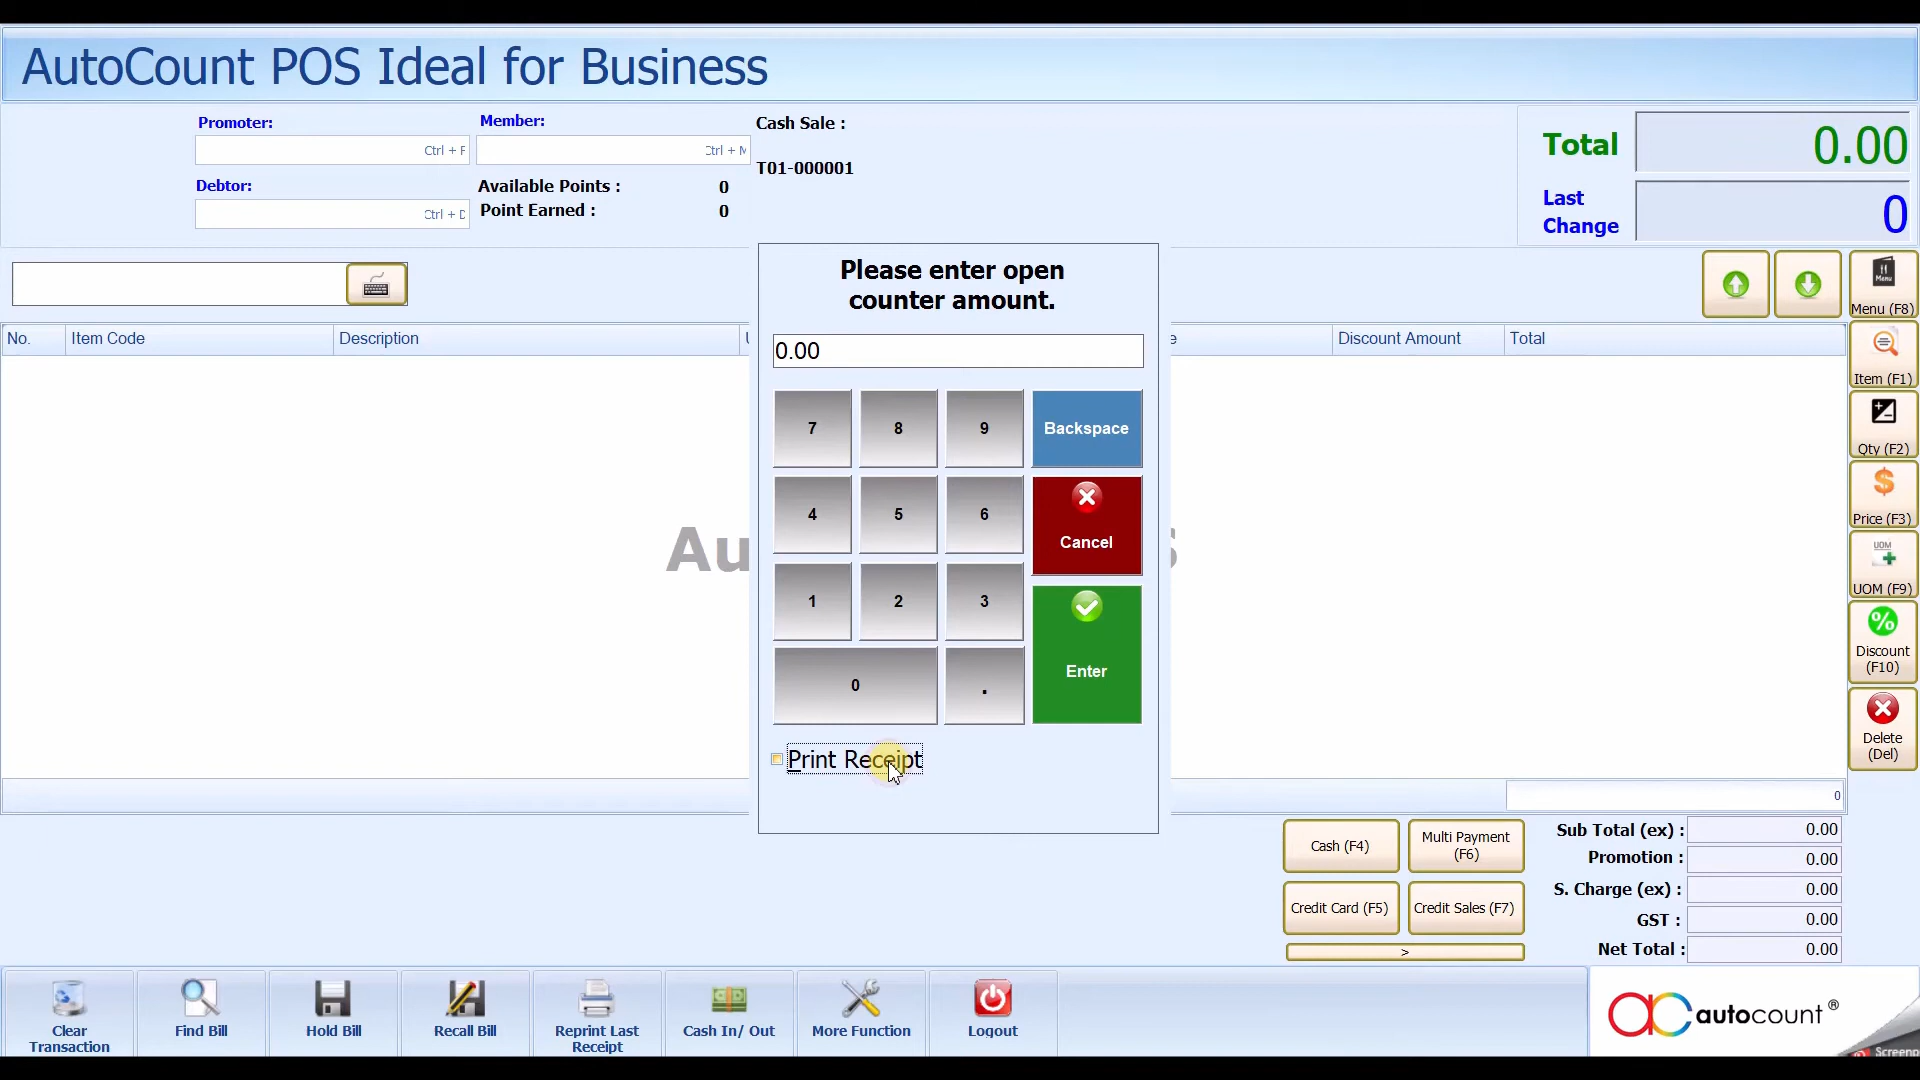 AutoCount POS Ideal for Business
Promoter:
Ctrl + P
Member:
Ctrl + M
Cash Sale :
T01-000001
Debtor:
Ctrl + D
Available Points : 0
Point Earned : 0
Total 0.00
Last Change 0
Please enter open
counter amount.
0.00
7 8 9 Backspace
4 5 6 Cancel
1 2 3 Enter
0 .
Print Receipt
No. Item Code Description Discount Amount Total
Au
Menu
Menu (F8)
Item (F1)
Qty (F2)
Price (F3)
UOM
UOM (F9)
%
Discount
(F10)
Delete
(Del)
0
Cash (F4)
Multi Payment
(F6)
Credit Card (F5)
Credit Sales (F7)
>
Sub Total (ex) : 0.00
Promotion : 0.00
S. Charge (ex) : 0.00
GST : 0.00
Net Total : 0.00
Clear
Transaction
Find Bill
Hold Bill
Recall Bill
Reprint Last
Receipt
Cash In/ Out
More Function
Logout
autocount ®